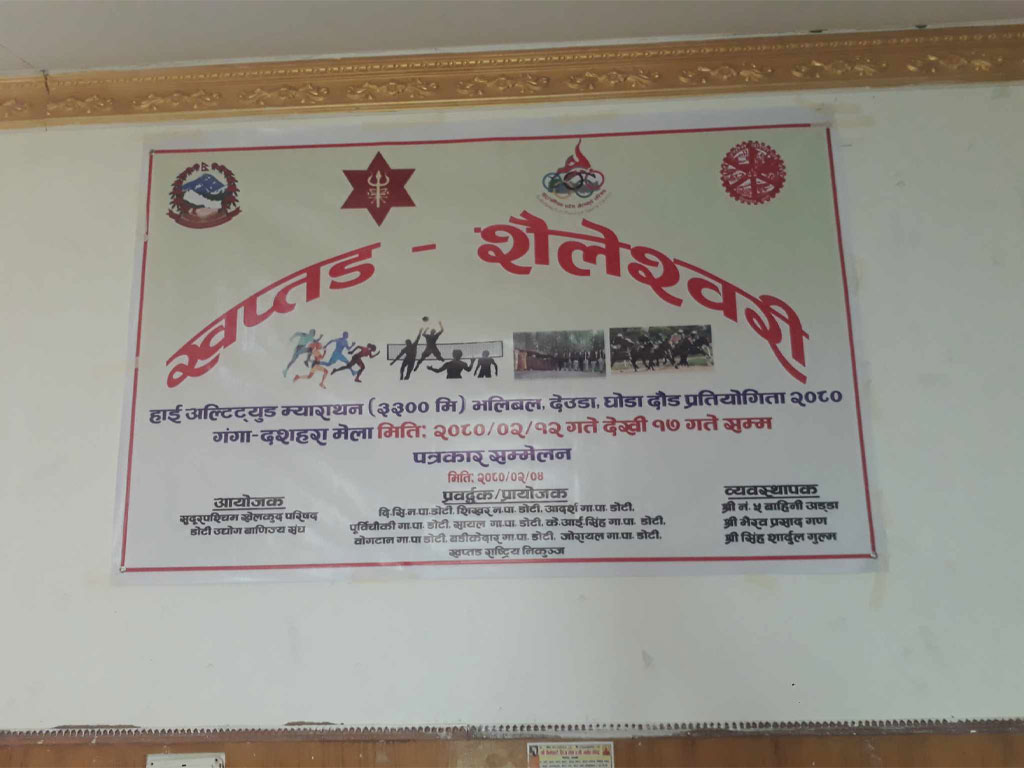 खप्तड - शैलेश्वरी
हाई अल्टिट्युड म्याराथन (३३०० मि) भलिबल, देउडा, घोडा दौड प्रतियोगिता २०८०
गंगा-दशहरा मेला मिति: २०८०/०२/१२ गते देखी १७ गते सम्म
पत्रकार सम्मेलन
मिति: २०८०/०२/०४
आयोजक
सुदुरपश्चिम खेलकुद परिषद
डोटी उद्योग बाणिज्य संघ
प्रवर्द्धक/प्रायोजक
दि.सि.न.पा.डोटी. शिखर न.पा. डोटी. आदर्श गा.पा. डोटी
पूर्विचौकी गा.पा. डोटी. सायल गा.पा. डोटी. के.आई.सिंह गा.पा. डोटी.
वोगटान गा.पा डोटी. बडीकेदार गा.पा. डोटी. जोरायल गा.पा. डोटी.
खप्तड राष्ट्रिय निकुञ्ज
व्यवस्थापक
श्री नं. ५ बाहिनी अड्डा
श्री भैरव प्रसाद गण
श्री सिंह शार्दुल गुल्म